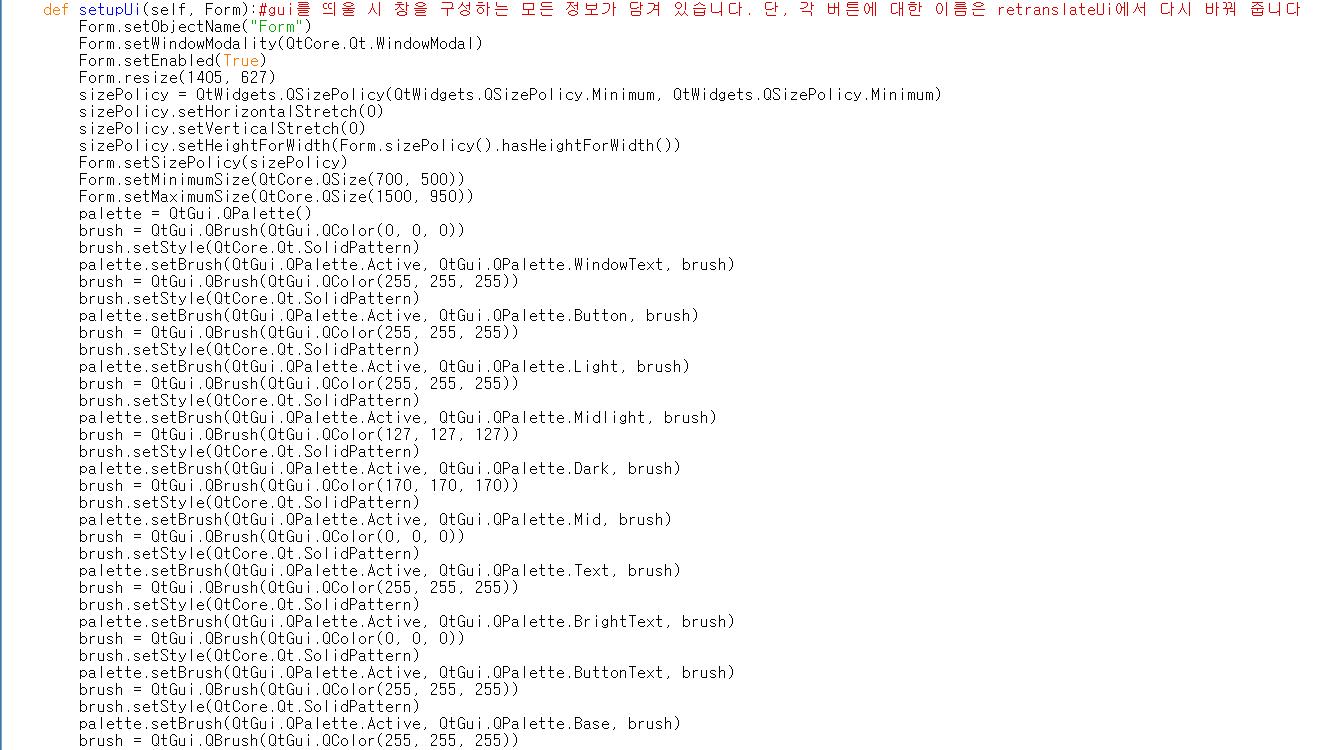 def setupUi(self, Form):#gui를 띄울 시 창을 구성하는 모든 정보가 담겨 있습니다. 단, 각 버튼에 대한 이름은 retranslateUi에서 다시 바꿔 줍니다
Form.setObjectName("Form")
Form.setWindowModality(QtCore.Qt.WindowModal)
Form.setEnabled(True)
Form.resize(1405, 627)
sizePolicy = QtWidgets.QSizePolicy(QtWidgets.QSizePolicy.Minimum, QtWidgets.QSizePolicy.Minimum)
sizePolicy.setHorizontalStretch(0)
sizePolicy.setVerticalStretch(0)
sizePolicy.setHeightForWidth(Form.sizePolicy().hasHeightForWidth())
Form.setSizePolicy(sizePolicy)
Form.setMinimumSize(QtCore.QSize(700, 500))
Form.setMaximumSize(QtCore.QSize(1500, 950))
palette = QtGui.QPalette()
brush = QtGui.QBrush(QtGui.QColor(0, 0, 0))
brush.setStyle(QtCore.Qt.SolidPattern)
palette.setBrush(QtGui.QPalette.Active, QtGui.QPalette.WindowText, brush)
brush = QtGui.QBrush(QtGui.QColor(255, 255, 255))
brush.setStyle(QtCore.Qt.SolidPattern)
palette.setBrush(QtGui.QPalette.Active, QtGui.QPalette.Button, brush)
brush = QtGui.QBrush(QtGui.QColor(255, 255, 255))
brush.setStyle(QtCore.Qt.SolidPattern)
palette.setBrush(QtGui.QPalette.Active, QtGui.QPalette.Light, brush)
brush = QtGui.QBrush(QtGui.QColor(255, 255, 255))
brush.setStyle(QtCore.Qt.SolidPattern)
palette.setBrush(QtGui.QPalette.Active, QtGui.QPalette.Midlight, brush)
brush = QtGui.QBrush(QtGui.QColor(127, 127, 127))
brush.setStyle(QtCore.Qt.SolidPattern)
palette.setBrush(QtGui.QPalette.Active, QtGui.QPalette.Dark, brush)
brush = QtGui.QBrush(QtGui.QColor(170, 170, 170))
brush.setStyle(QtCore.Qt.SolidPattern)
palette.setBrush(QtGui.QPalette.Active, QtGui.QPalette.Mid, brush)
brush = QtGui.QBrush(QtGui.QColor(0, 0, 0))
brush.setStyle(QtCore.Qt.SolidPattern)
palette.setBrush(QtGui.QPalette.Active, QtGui.QPalette.Text, brush)
brush = QtGui.QBrush(QtGui.QColor(255, 255, 255))
brush.setStyle(QtCore.Qt.SolidPattern)
palette.setBrush(QtGui.QPalette.Active, QtGui.QPalette.BrightText, brush)
brush = QtGui.QBrush(QtGui.QColor(0, 0, 0))
brush.setStyle(QtCore.Qt.SolidPattern)
palette.setBrush(QtGui.QPalette.Active, QtGui.QPalette.ButtonText, brush)
brush = QtGui.QBrush(QtGui.QColor(255, 255, 255))
brush.setStyle(QtCore.Qt.SolidPattern)
palette.setBrush(QtGui.QPalette.Active, QtGui.QPalette.Base, brush)
brush = QtGui.QBrush(QtGui.QColor(255, 255, 255))